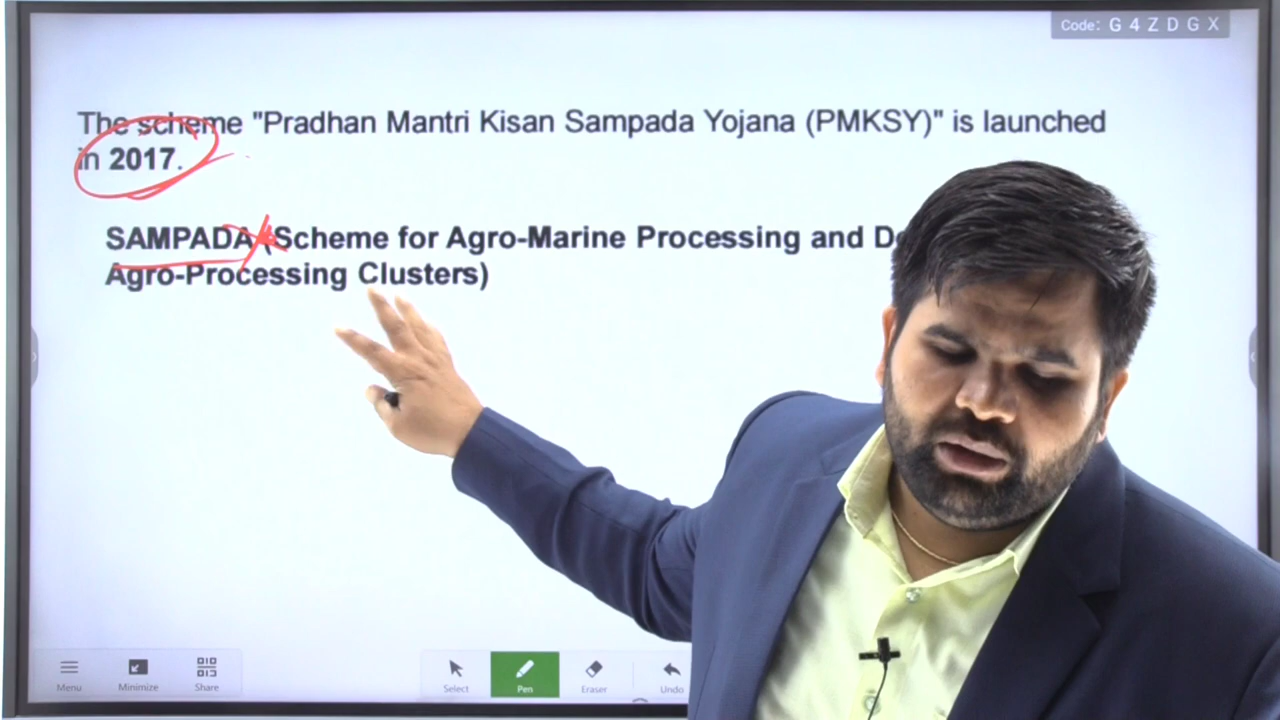 Code: G 4 Z D G X
The scheme "Pradhan Mantri Kisan Sampada Yojana (PMKSY)" is launched
in 2017.
SAMPADA (Scheme for Agro-Marine Processing and
Agro-Processing Clusters)
Menu
Minimize
Share
Select
Pen
Eraser
Undo